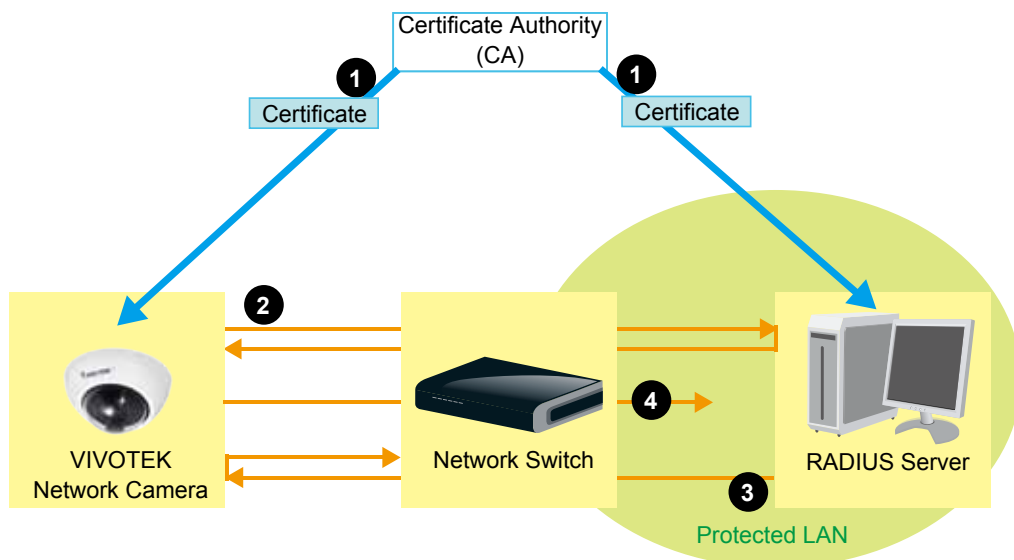 Certificate Authority
(CA)
1
1
Certificate
Certificate
2
4
VIVOTEK
Network Camera
Network Switch
RADIUS Server
3
Protected LAN